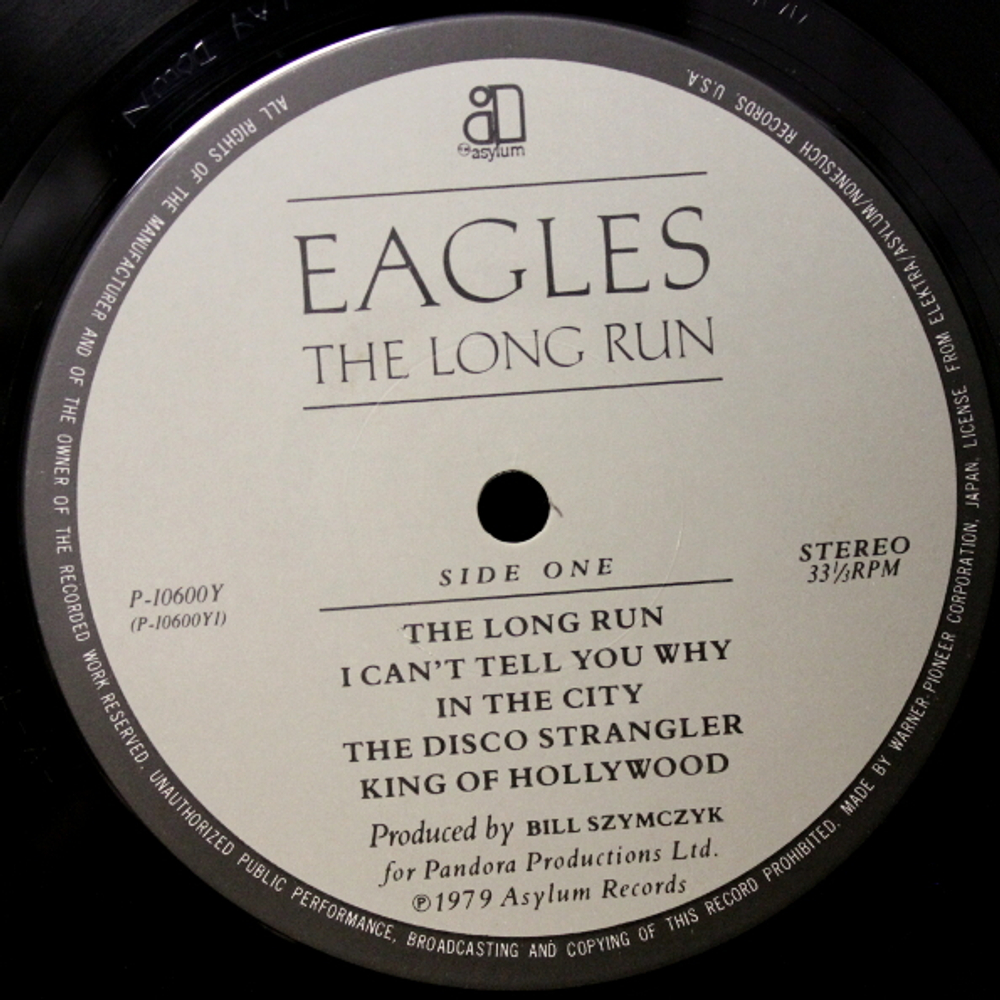 asylum
EAGLES
THE LONG RUN
SIDE ONE
STEREO
33⅓RPM
P-10600Y
(P-10600Y1)
THE LONG RUN
I CAN'T TELL YOU WHY
IN THE CITY
THE DISCO STRANGLER
KING OF HOLLYWOOD
Produced by BILL SZYMCZYK
for Pandora Productions Ltd.
℗1979 Asylum Records
ALL RIGHTS OF THE MANUFACTURER AND OF THE OWNER OF THE RECORDED WORK RESERVED. UNAUTHORIZED PUBLIC PERFORMANCE, BROADCASTING AND COPYING OF THIS RECORD PROHIBITED. MADE BY WARNER-PIONEER CORPORATION, JAPAN, LICENSE FROM ELEKTRA/ASYLUM/NONESUCH RECORDS, U.S.A.